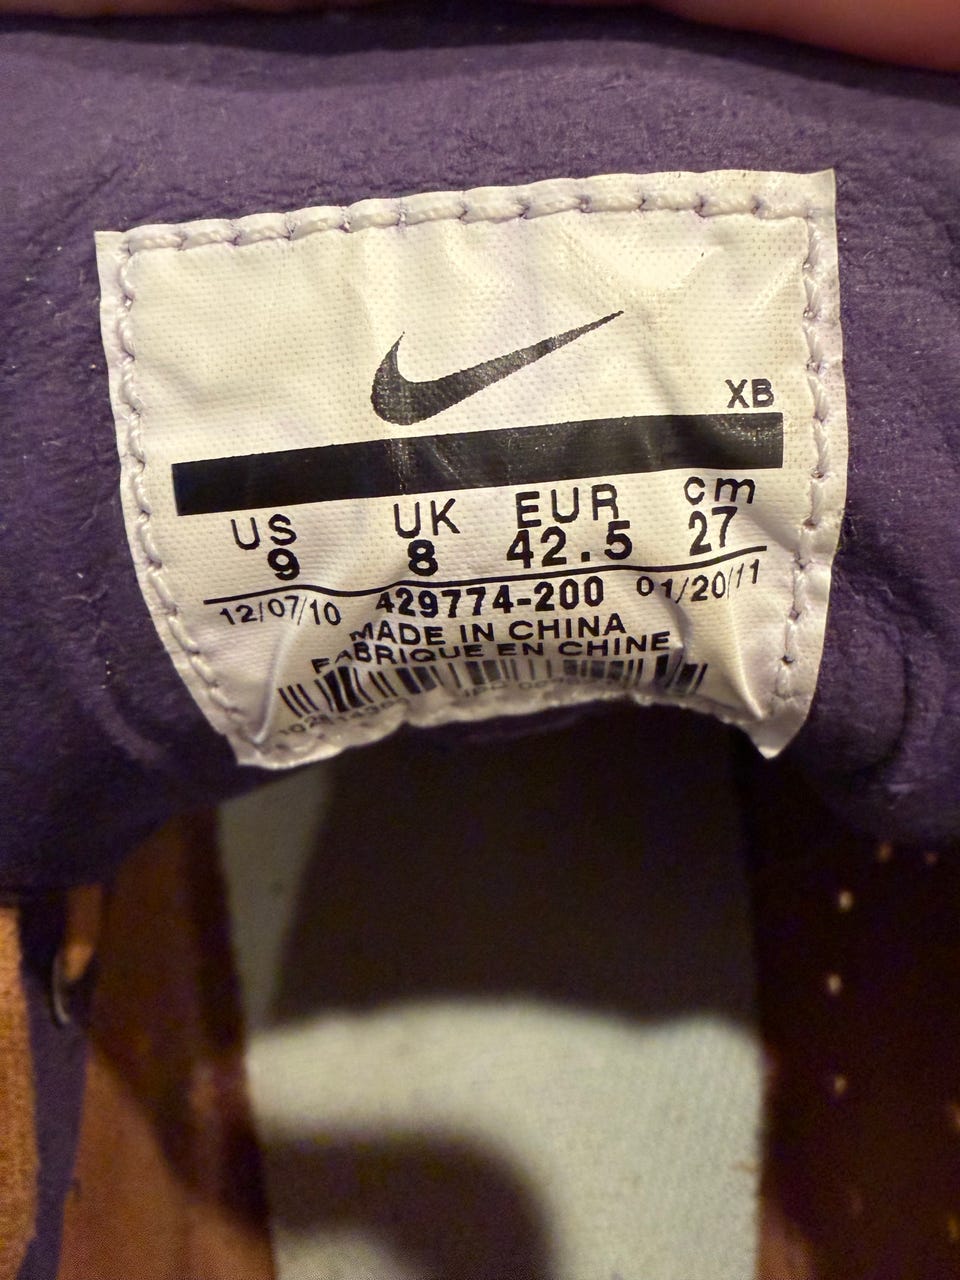 XB
US UK EUR cm
9 8 42.5 27
12/07/10 429774-200 01/20/11
MADE IN CHINA
FABRIQUE EN CHINE